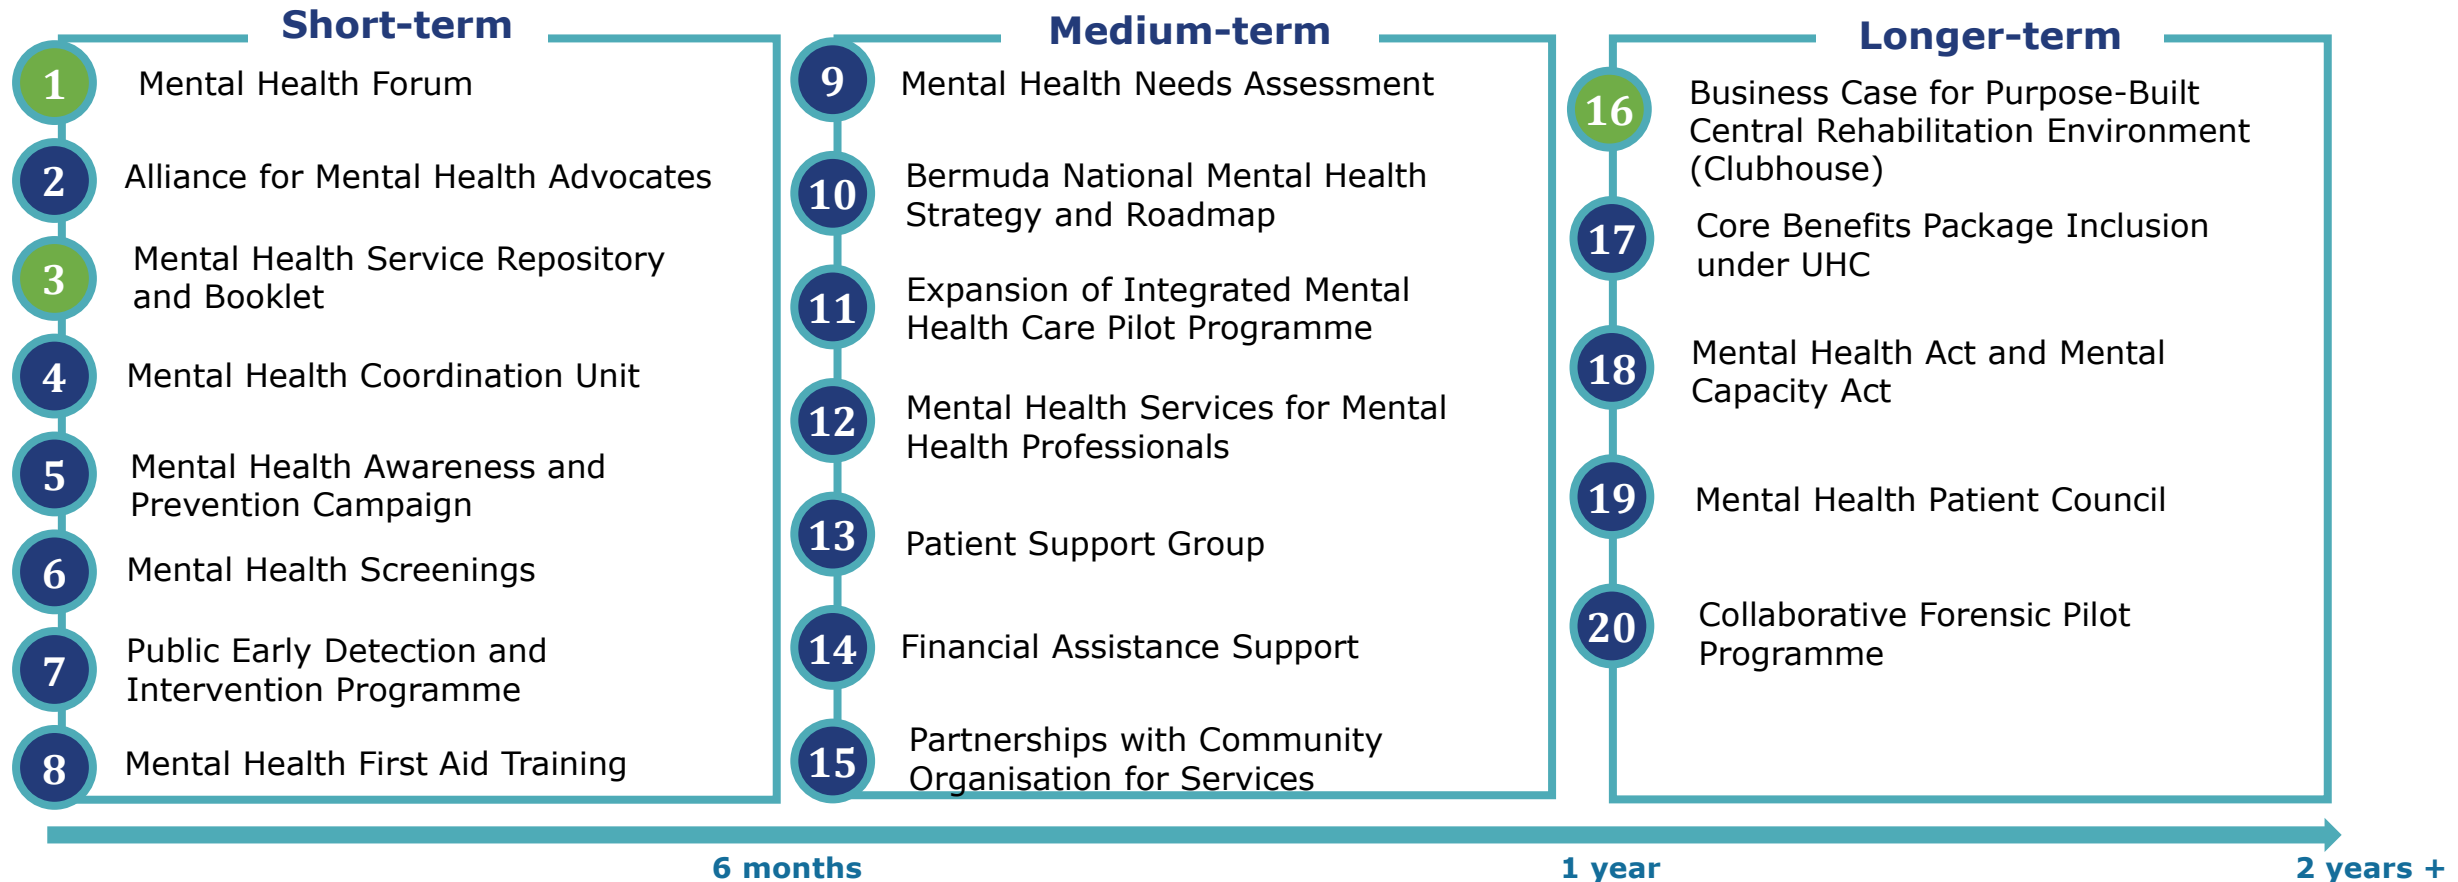 Short-term
1
Mental Health Forum
2
Alliance for Mental Health Advocates
3
Mental Health Service Repository
and Booklet
4
Mental Health Coordination Unit
5
Mental Health Awareness and
Prevention Campaign
6
Mental Health Screenings
7
Public Early Detection and
Intervention Programme
8
Mental Health First Aid Training
Medium-term
9
Mental Health Needs Assessment
10
Bermuda National Mental Health
Strategy and Roadmap
11
Expansion of Integrated Mental
Health Care Pilot Programme
12
Mental Health Services for Mental
Health Professionals
13
Patient Support Group
14
Financial Assistance Support
15
Partnerships with Community
Organisation for Services
Longer-term
16
Business Case for Purpose-Built
Central Rehabilitation Environment
(Clubhouse)
17
Core Benefits Package Inclusion
under UHC
18
Mental Health Act and Mental
Capacity Act
19
Mental Health Patient Council
20
Collaborative Forensic Pilot
Programme
6 months
1 year
2 years +